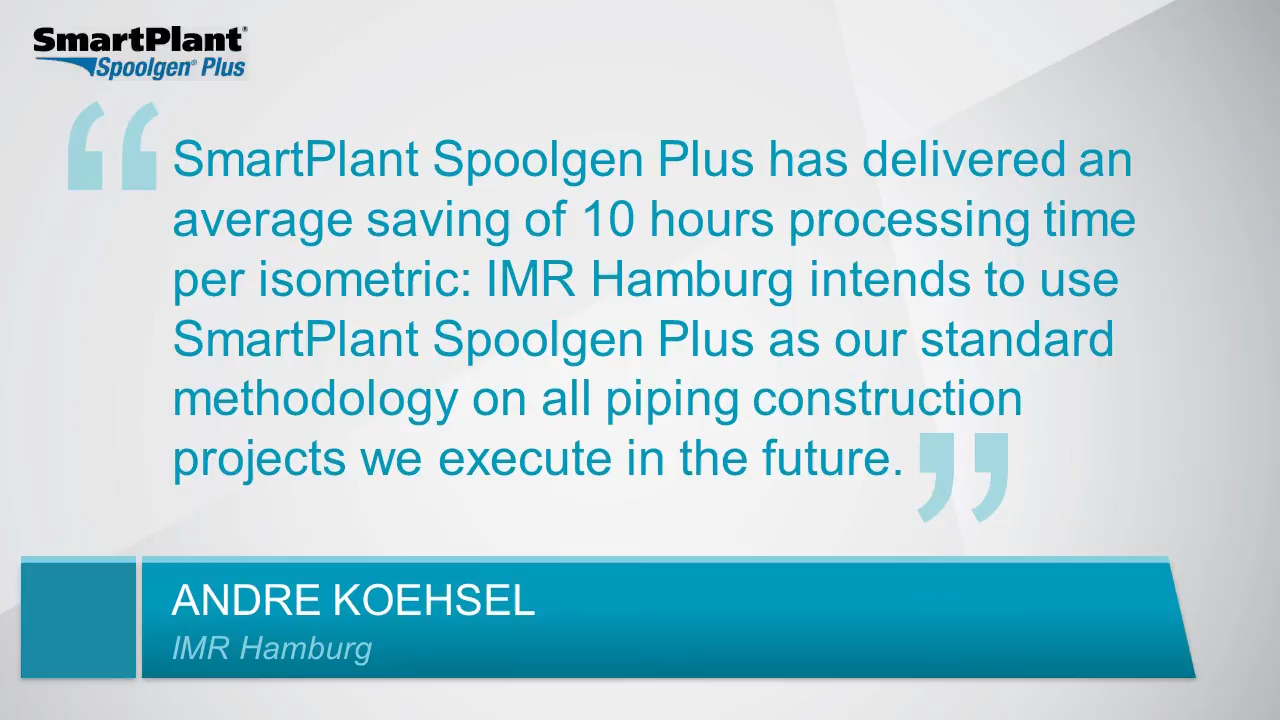 SmartPlant®
Spoolgen® Plus
“
SmartPlant Spoolgen Plus has delivered an
average saving of 10 hours processing time
per isometric: IMR Hamburg intends to use
SmartPlant Spoolgen Plus as our standard
methodology on all piping construction
projects we execute in the future. ”
ANDRE KOEHSEL
IMR Hamburg